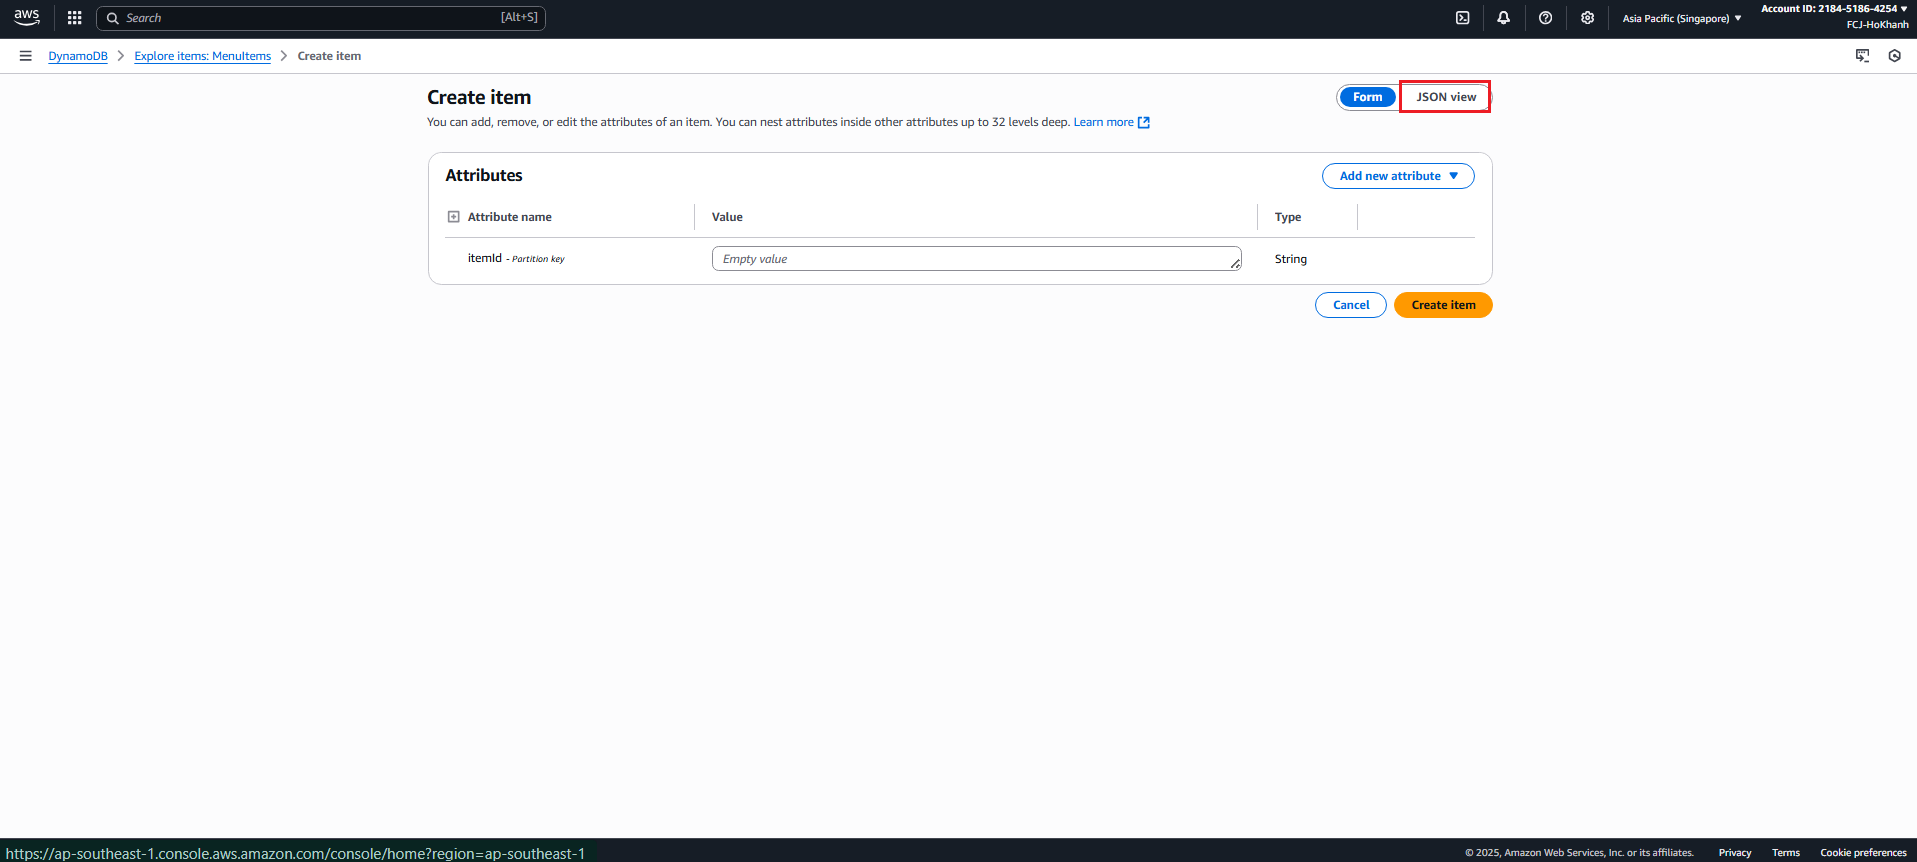 aws
Search [Alt+S]
Asia Pacific (Singapore)
Account ID: 2184-5186-4254
FCJ-HoKhanh
DynamoDB
Explore items: MenuItems
Create item
Create item
Form
JSON view
You can add, remove, or edit the attributes of an item. You can nest attributes inside other attributes up to 32 levels deep. Learn more
Attributes
Add new attribute
Attribute name
Value
Type
itemId - Partition key
Empty value
String
Cancel
Create item
https://ap-southeast-1.console.aws.amazon.com/console/home?region=ap-southeast-1
© 2025, Amazon Web Services, Inc. or its affiliates.
Privacy
Terms
Cookie preferences